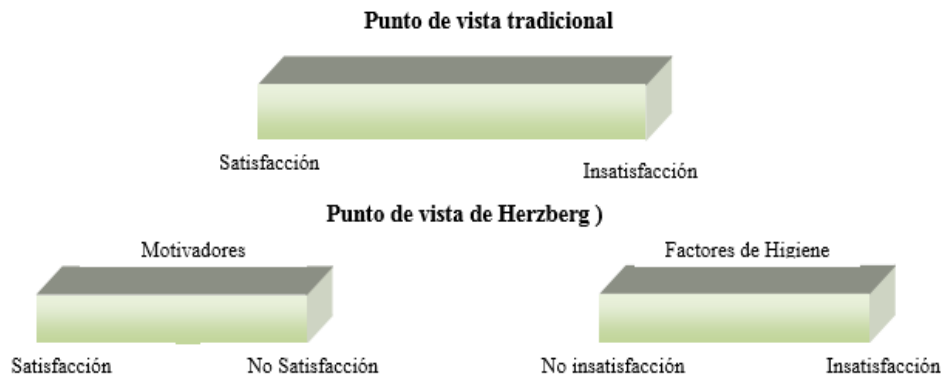 Punto de vista tradicional
Satisfacción
Insatisfacción
Punto de vista de Herzberg )
Motivadores
Factores de Higiene
Satisfacción
No Satisfacción
No insatisfacción
Insatisfacción